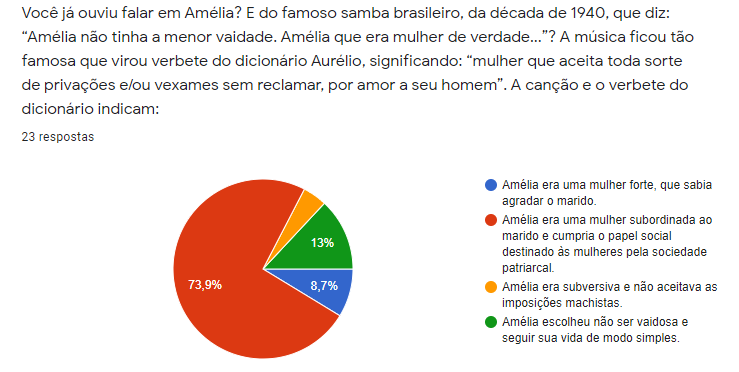 Você já ouviu falar em Amélia? E do famoso samba brasileiro, da década de 1940, que diz:
“Amélia não tinha a menor vaidade. Amélia que era mulher de verdade...”? A música ficou tão
famosa que virou verbete do dicionário Aurélio, significando: “mulher que aceita toda sorte
de privações e/ou vexames sem reclamar, por amor a seu homem”. A canção e o verbete do
dicionário indicam:
23 respostas
73,9%
13%
8,7%
Amélia era uma mulher forte, que sabia
agradar o marido.
Amélia era uma mulher subordinada ao
marido e cumpria o papel social
destinado às mulheres pela sociedade
patriarcal.
Amélia era subversiva e não aceitava as
imposições machistas.
Amélia escolheu não ser vaidosa e
seguir sua vida de modo simples.